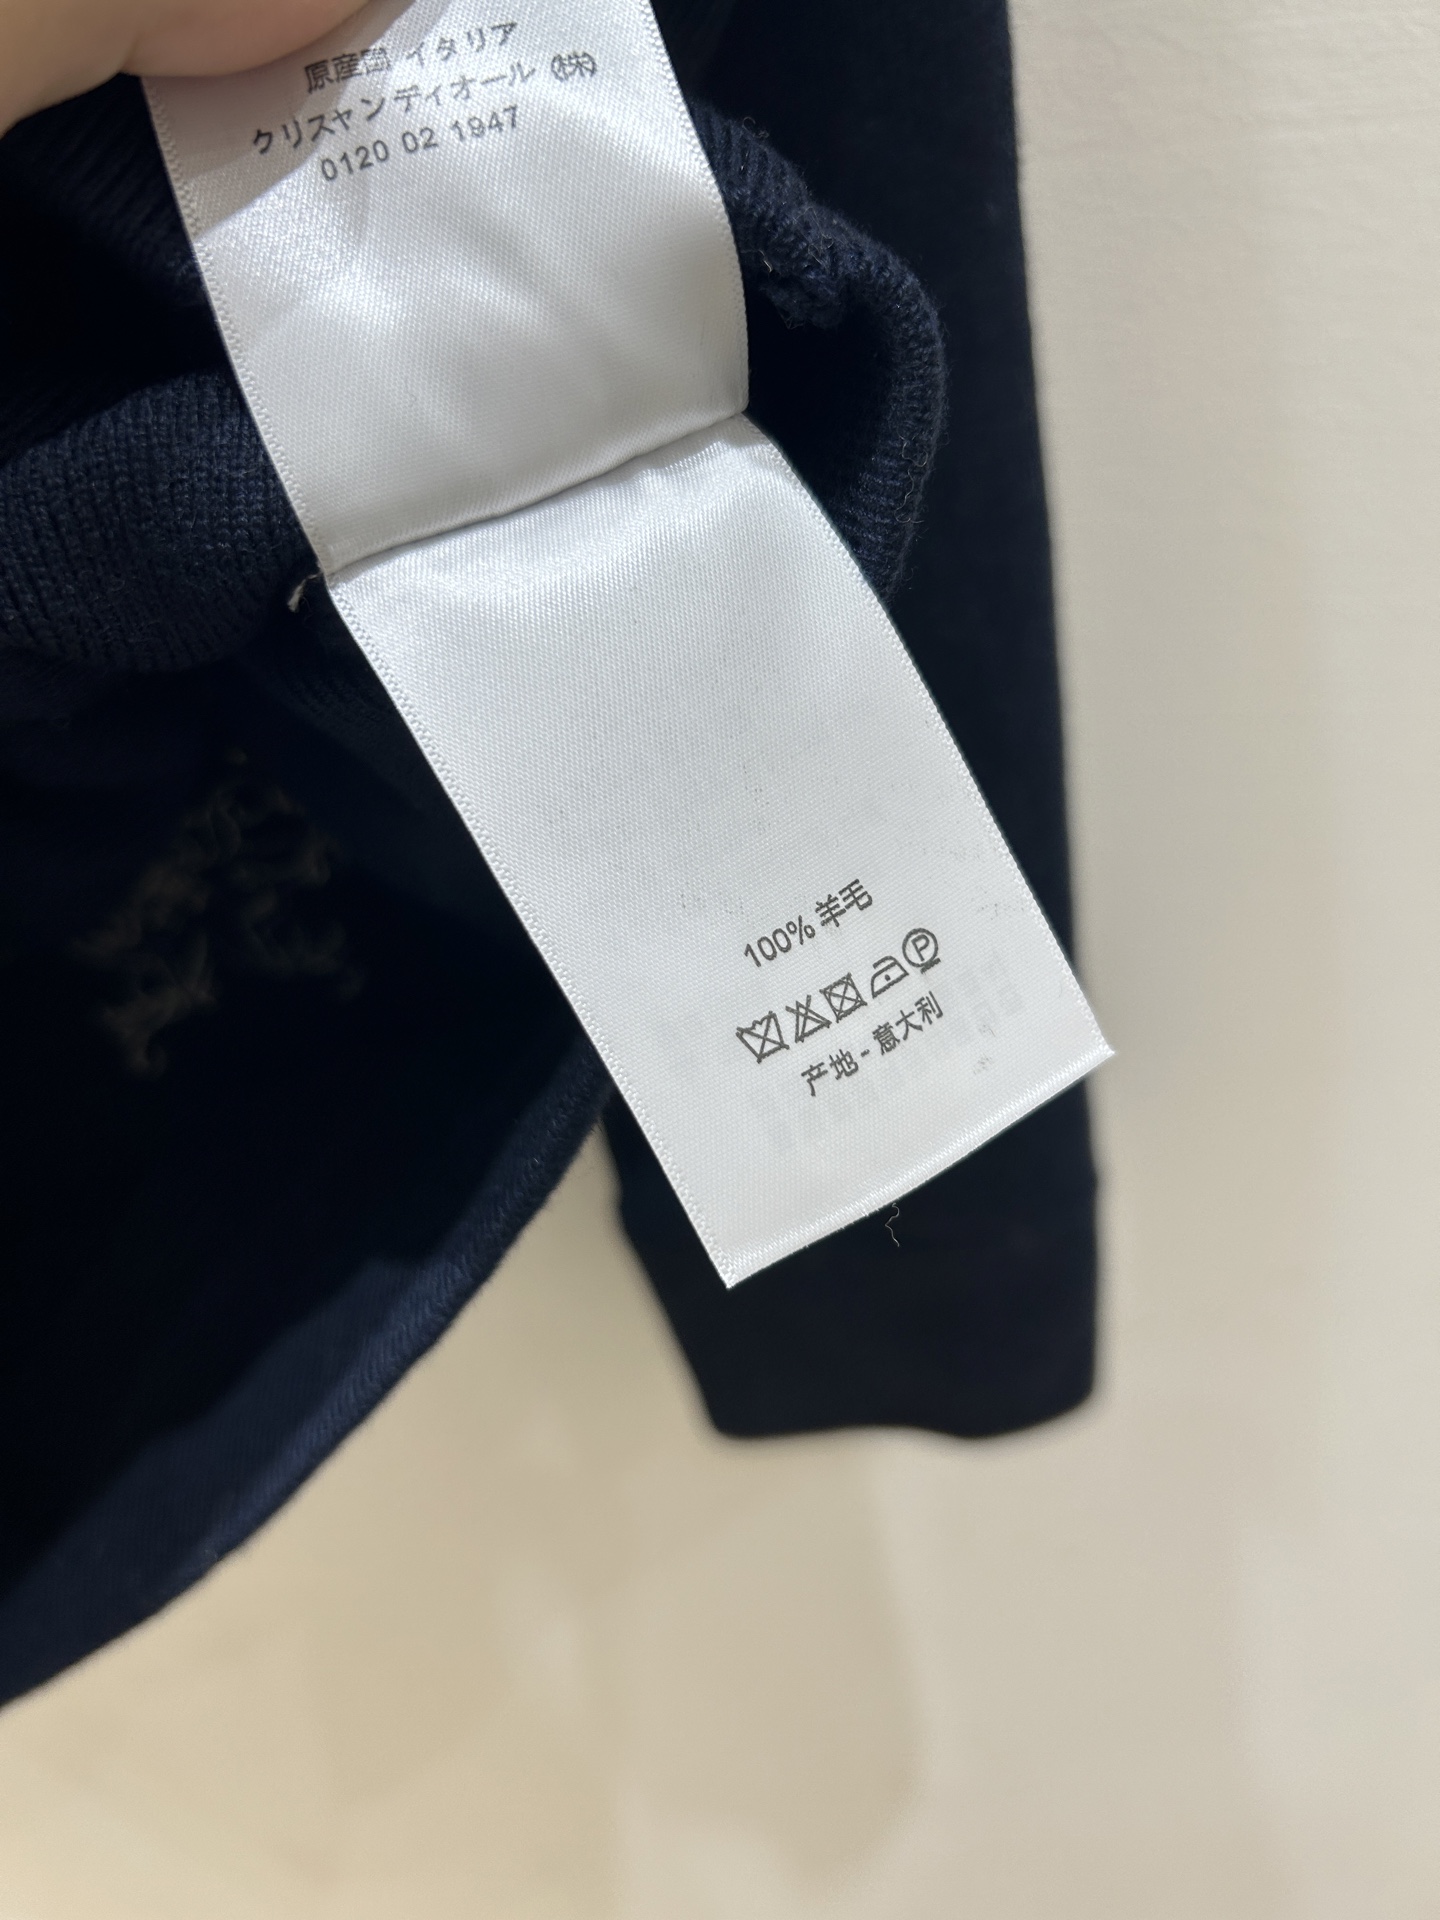 原産国 イタリア
クリスチャン ディオール ㈱
0120 02 1947
100% 羊毛
P
产地 - 意大利